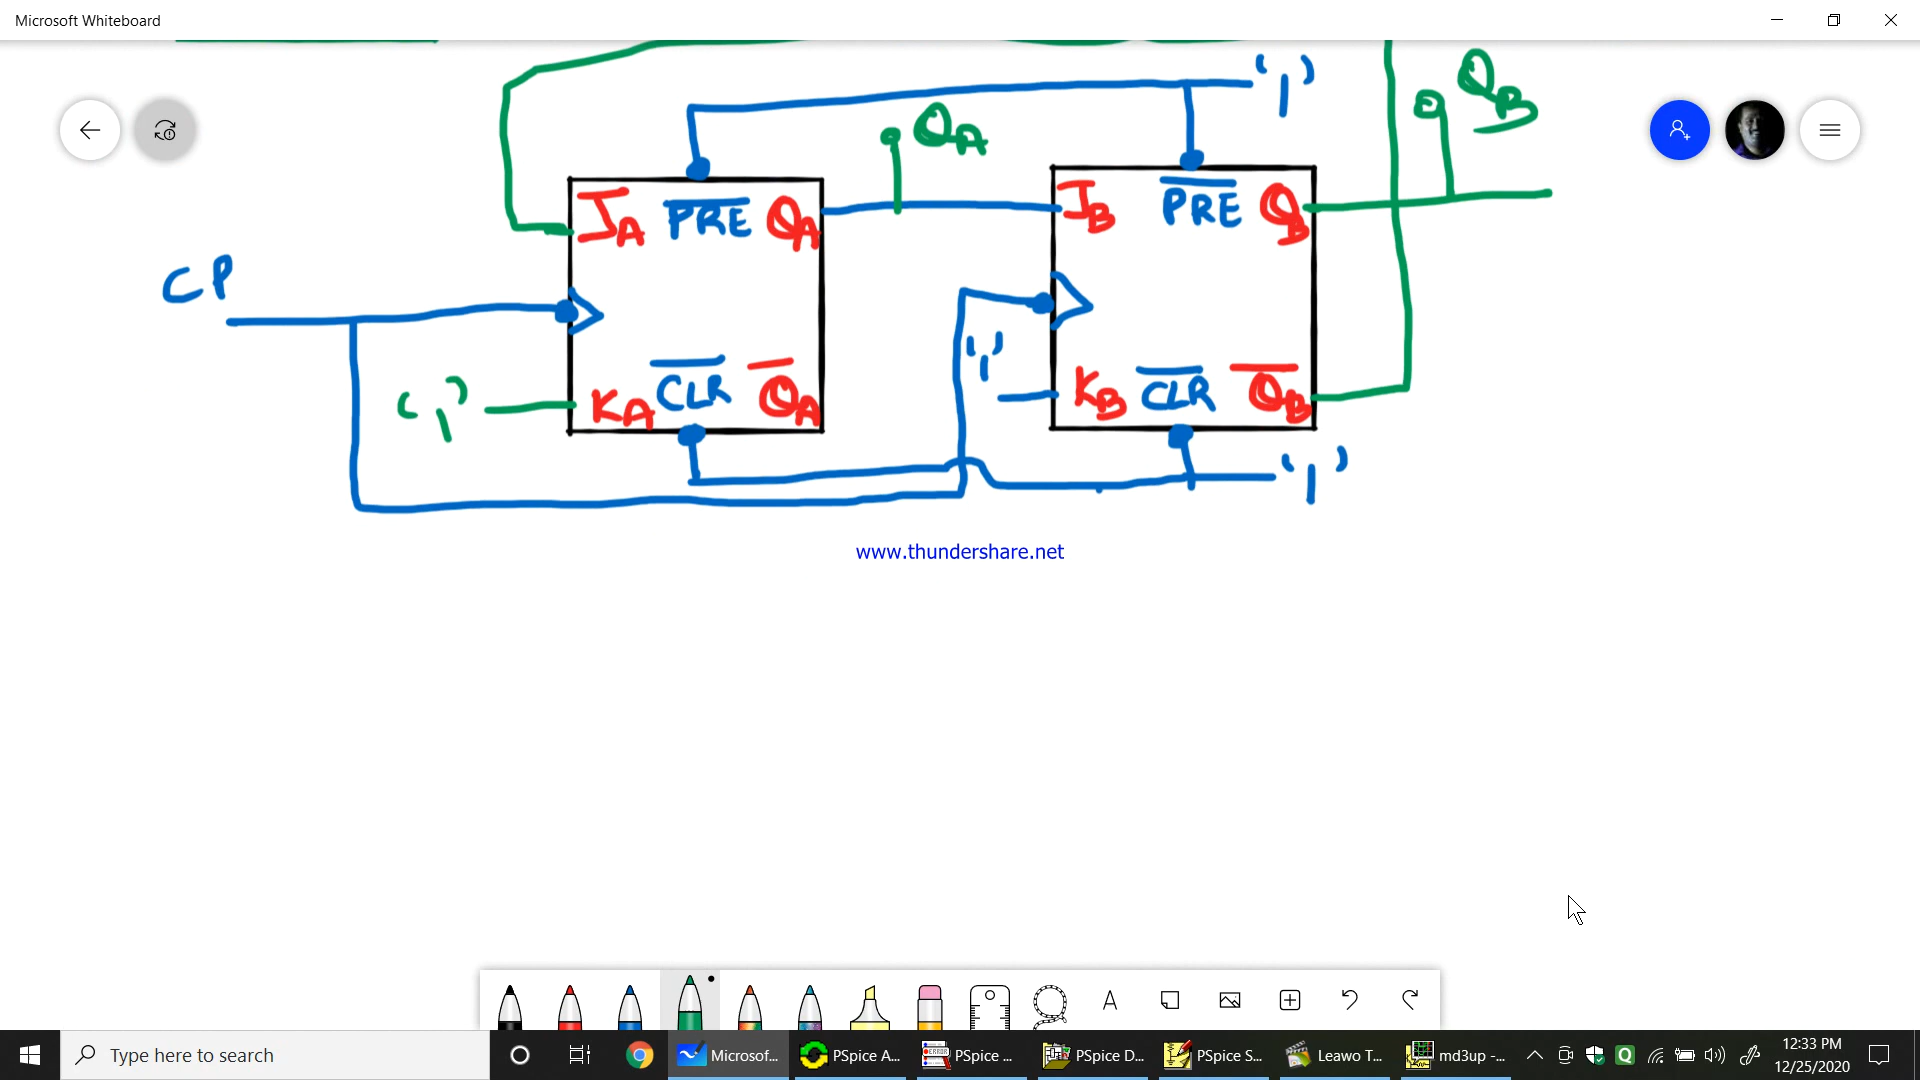 Microsoft Whiteboard
'1'
QA
QB
JA PRE QA
JB PRE QB
CP
'1'
'1'
KA CLR QA
KB CLR QB
'1'
www.thundershare.net
A
Type here to search
Microsof...
PSpice A...
PSpice ...
PSpice D...
PSpice S...
Leawo T...
md3up -...
12:33 PM
12/25/2020